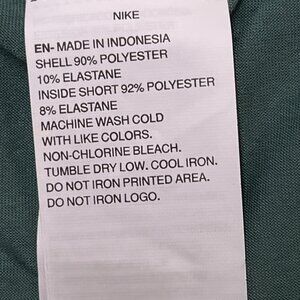 NIKE
EN- MADE IN INDONESIA
SHELL 90% POLYESTER
10% ELASTANE
INSIDE SHORT 92% POLYESTER
8% ELASTANE
MACHINE WASH COLD
WITH LIKE COLORS.
NON-CHLORINE BLEACH.
TUMBLE DRY LOW. COOL IRON.
DO NOT IRON PRINTED AREA.
DO NOT IRON LOGO.